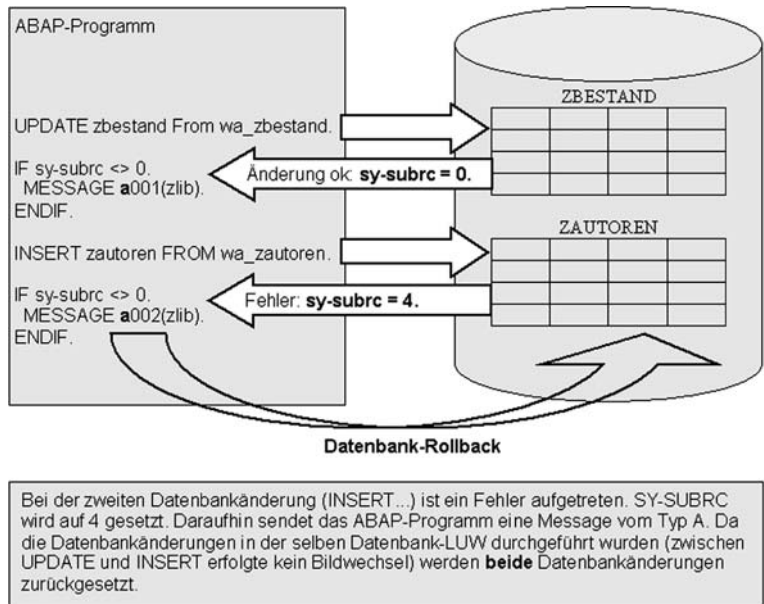 ABAP-Programm
ZBESTAND
UPDATE zbestand From wa_zbestand.
IF sy-subrc <> 0.
MESSAGE a001(zlib).
ENDIF.
Änderung ok: sy-subrc = 0.
ZAUTOREN
INSERT zautoren FROM wa_zautoren.
IF sy-subrc <> 0.
MESSAGE a002(zlib).
ENDIF.
Fehler: sy-subrc = 4.
Datenbank-Rollback
Bei der zweiten Datenbankänderung (INSERT...) ist ein Fehler aufgetreten. SY-SUBRC
wird auf 4 gesetzt. Daraufhin sendet das ABAP-Programm eine Message vom Typ A. Da
die Datenbankänderungen in der selben Datenbank-LUW durchgeführt wurden (zwischen
UPDATE und INSERT erfolgte kein Bildwechsel) werden beide Datenbankänderungen
zurückgesetzt.